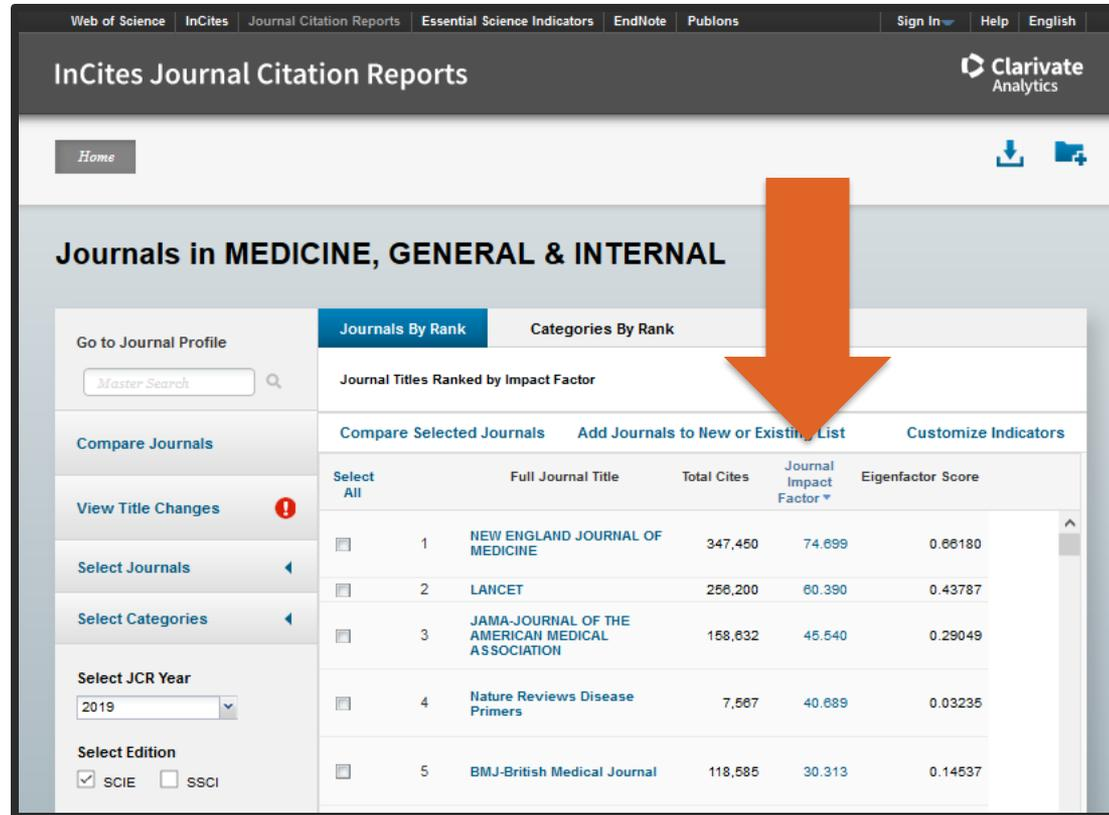 Web of Science InCites Journal Citation Reports Essential Science Indicators EndNote Publons Sign In Help English
InCites Journal Citation Reports
Clarivate
Analytics
Home
Journals in MEDICINE, GENERAL & INTERNAL
Go to Journal Profile
Master Search
Compare Journals
View Title Changes
Select Journals
Select Categories
Select JCR Year
2019
Select Edition
SCIE SSCI
Journals By Rank Categories By Rank
Journal Titles Ranked by Impact Factor
Compare Selected Journals Add Journals to New or Existing List Customize Indicators
Select
All
Full Journal Title
Total Cites
Journal
Impact
Factor
Eigenfactor Score
1 NEW ENGLAND JOURNAL OF
MEDICINE
347,450 74.699 0.66180
2 LANCET 256,200 60.390 0.43787
3 JAMA-JOURNAL OF THE
AMERICAN MEDICAL
ASSOCIATION
158,632 45.540 0.29049
4 Nature Reviews Disease
Primers
7,567 40.689 0.03235
5 BMJ-British Medical Journal 118,585 30.313 0.14537